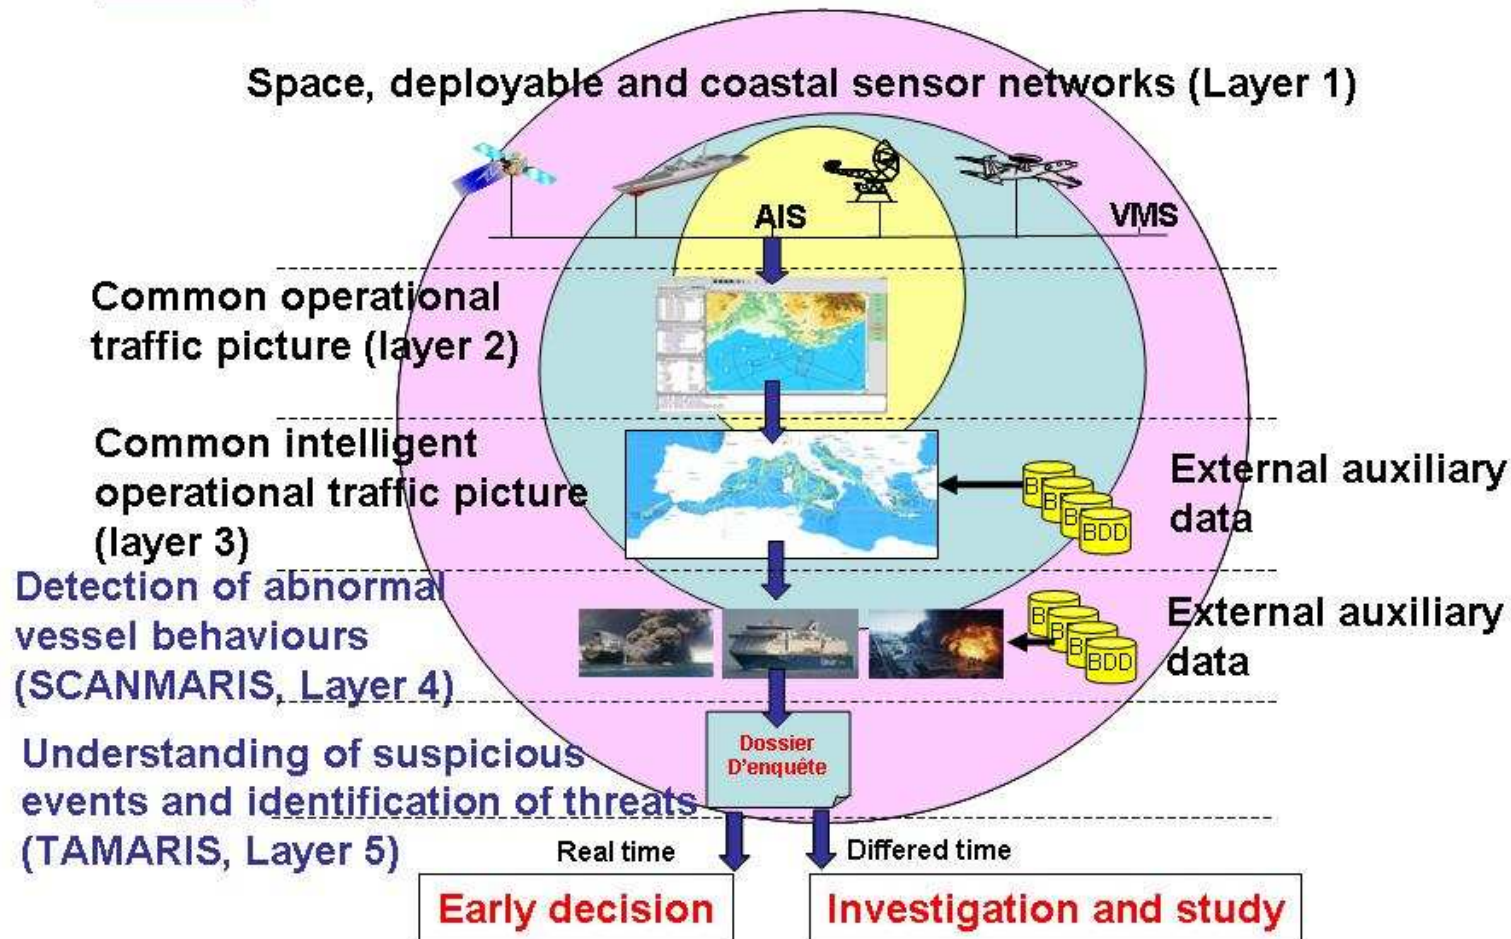 Space, deployable and coastal sensor networks (Layer 1)
AIS
VMS
Common operational
traffic picture (layer 2)
Common intelligent
operational traffic picture
(layer 3)
External auxiliary
data
BDD
Detection of abnormal
vessel behaviours
(SCANMARIS, Layer 4)
External auxiliary
data
BDD
Understanding of suspicious
events and identification of threats
(TAMARIS, Layer 5)
Dossier
D'enquête
Real time
Differed time
Early decision
Investigation and study